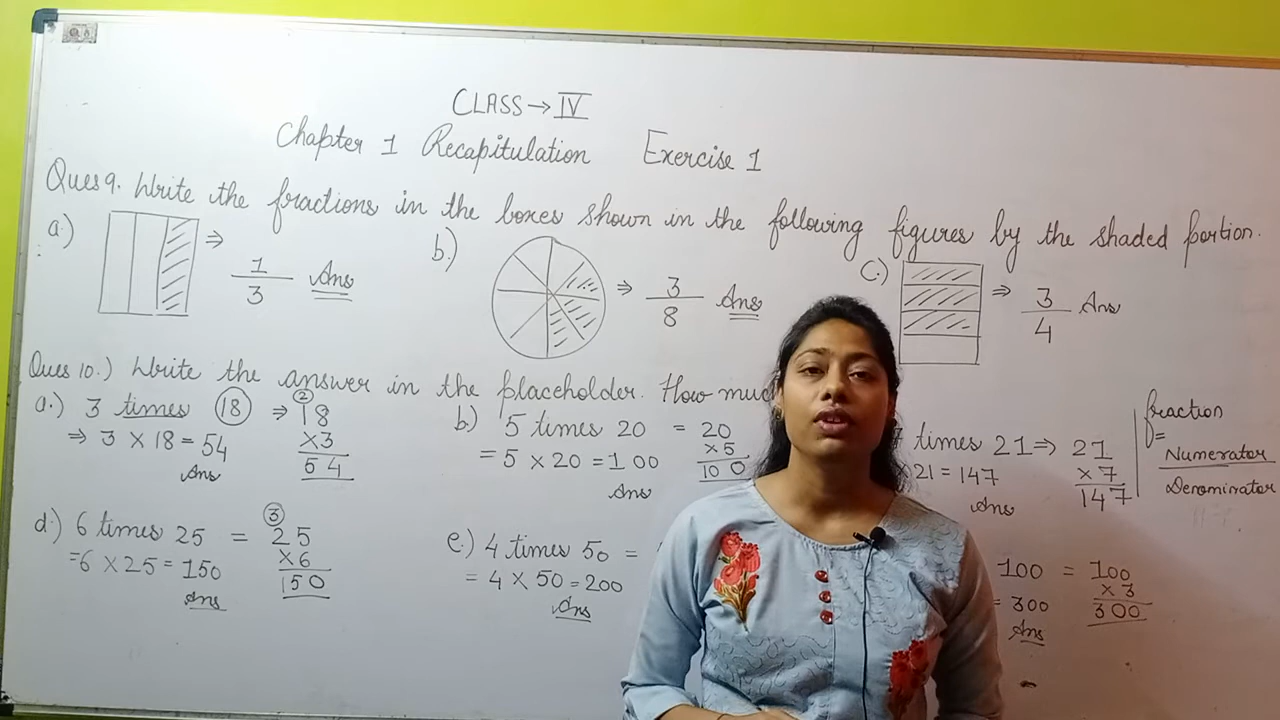 CLASS → IV
Chapter 1 Recapitulation Exercise 1
Ques 9. Write the fractions in the boxes shown in the following figures by the shaded portion.
a.) ⇒ 1/3 Ans
b.) ⇒ 3/8 Ans
c.) ⇒ 3/4 Ans
Ques 10.) Write the answer in the placeholder. How much
a.) 3 times 18 ⇒ 18
⇒ 3 x 18 = 54
Ans
2
x3
54
b.) 5 times 20 = 20
= 5 x 20 = 100
Ans
x5
100
times 21 ⇒ 21
x 21 = 147
Ans
x 7
147
fraction
= Numerator
Denominator
d.) 6 times 25 = 25
= 6 x 25 = 150
Ans
3
x6
150
e.) 4 times 50 =
= 4 x 50 = 200
Ans
100 = 100
= 300
Ans
x 3
300